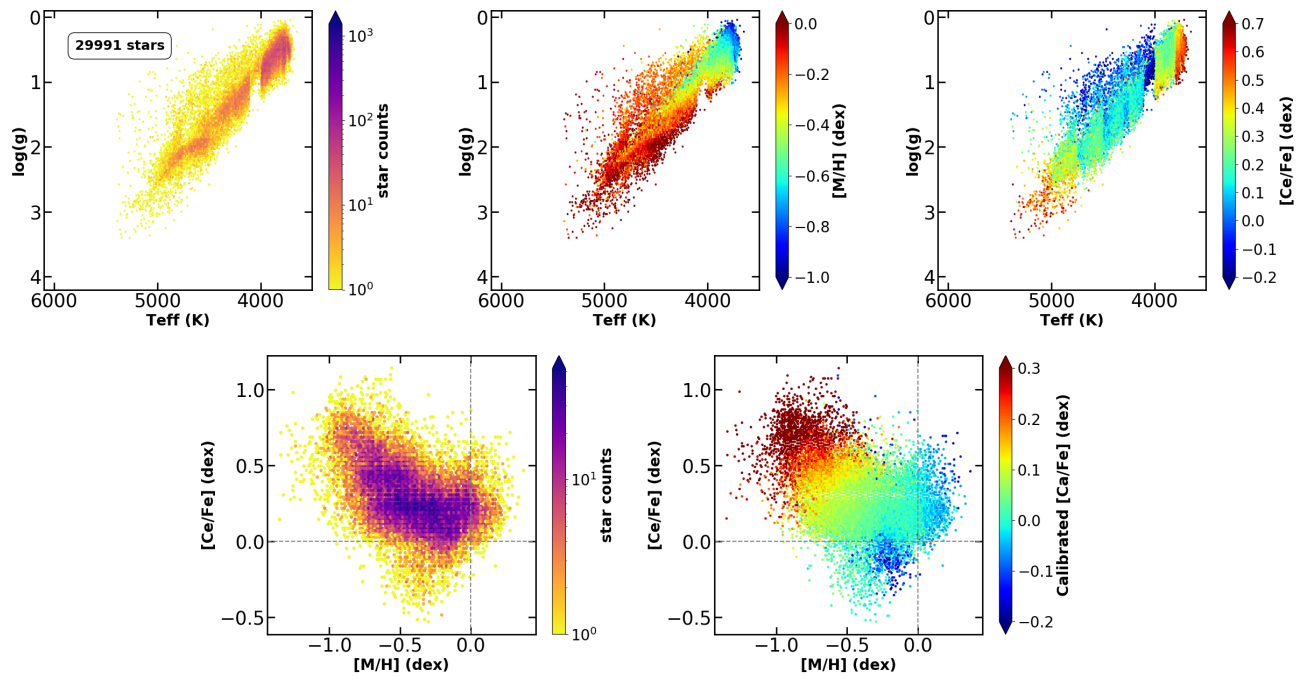 0
1
2
3
4
log(g)
6000 5000 4000
Teff (K)
29991 stars
10³
10²
10¹
10⁰
star counts
0
1
2
3
4
log(g)
6000 5000 4000
Teff (K)
0.0
−0.2
−0.4
−0.6
−0.8
−1.0
[M/H] (dex)
0
1
2
3
4
log(g)
6000 5000 4000
Teff (K)
0.7
0.6
0.5
0.4
0.3
0.2
0.1
0.0
−0.1
−0.2
[Ce/Fe] (dex)
1.0
0.5
0.0
−0.5
[Ce/Fe] (dex)
−1.0 −0.5 0.0
[M/H] (dex)
10¹
10⁰
star counts
1.0
0.5
0.0
−0.5
[Ce/Fe] (dex)
−1.0 −0.5 0.0
[M/H] (dex)
0.3
0.2
0.1
0.0
−0.1
−0.2
Calibrated [Ca/Fe] (dex)